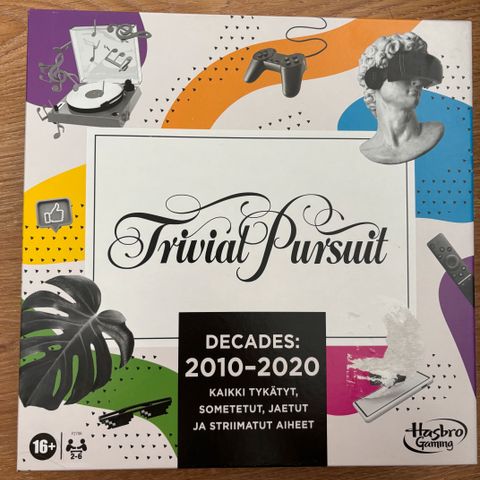 Trivial Pursuit
DECADES:
2010–2020
KAIKKI TYKÄTYT,
SOMETETUT, JAETUT
JA STRIIMATUT AIHEET
16+
2-6
Hasbro
Gaming